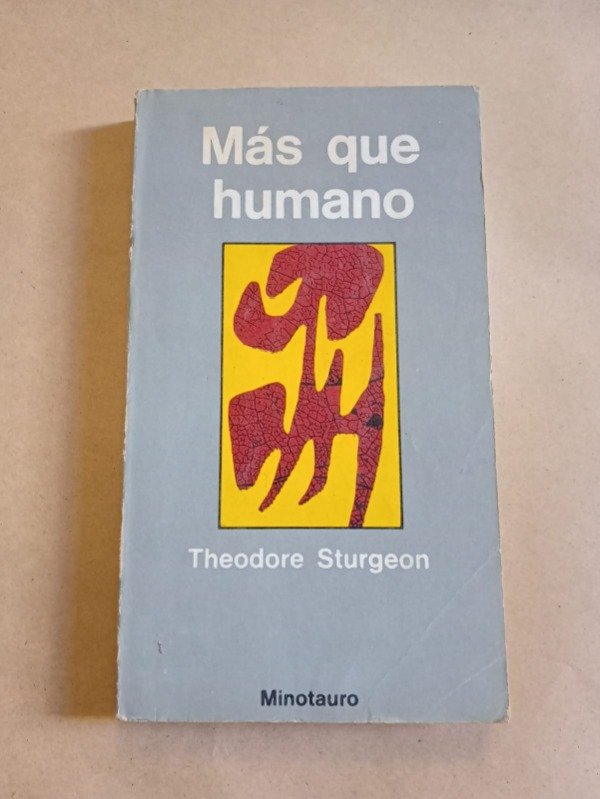 Más que
humano
Theodore Sturgeon
Minotauro